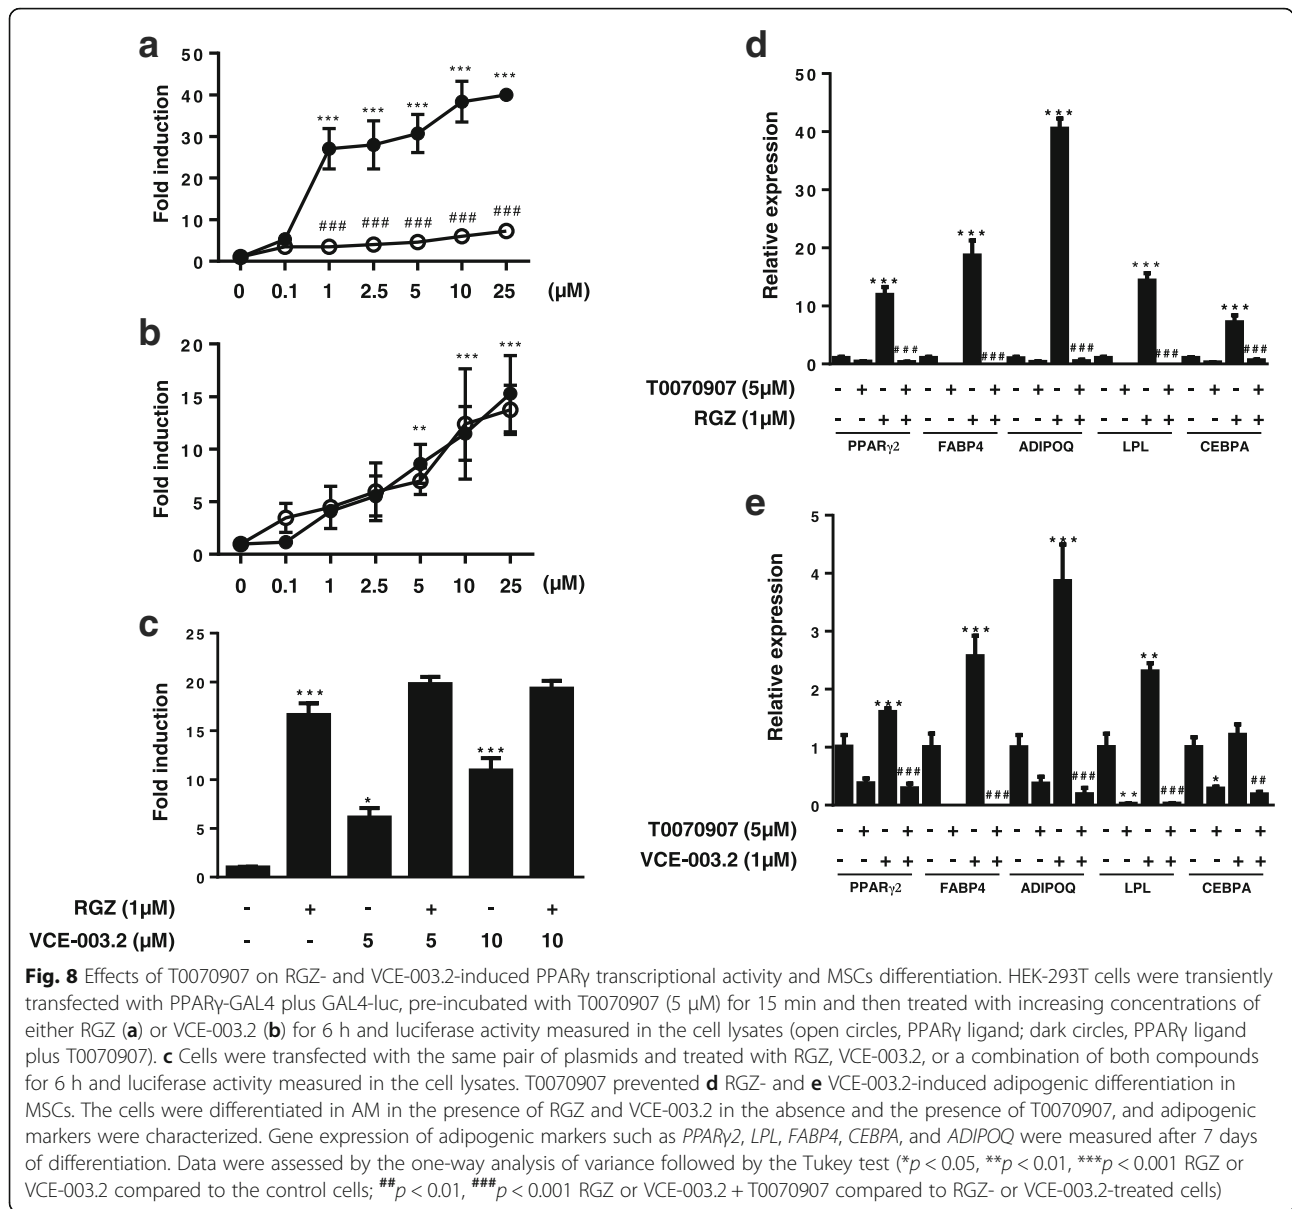 a
50
40
30
20
10
0
Fold induction
*** *** *** *** ***
### ### ### ### ###
0 0.1 1 2.5 5 10 25 (µM)
b
20
15
10
5
0
Fold induction
** *** ***
0 0.1 1 2.5 5 10 25 (µM)
c
25
20
15
10
5
0
Fold induction
*** * ***
RGZ (1µM) - + - + - +
VCE-003.2 (µM) - - 5 5 10 10
d
50
40
30
20
10
0
Relative expression
*** *** *** *** ***
### ### ### ### ###
T0070907 (5µM) - + - + - + - + - + - + - + - + - + - +
RGZ (1µM) - - + + - - + + - - + + - - + + - - + +
PPARγ2 FABP4 ADIPOQ LPL CEBPA
e
5
4
3
2
1
0
Relative expression
*** *** *** ** ** *
### ### ### ### ##
T0070907 (5µM) - + - + - + - + - + - + - + - + - + - +
VCE-003.2 (1µM) - - + + - - + + - - + + - - + + - - + +
PPARγ2 FABP4 ADIPOQ LPL CEBPA
Fig. 8 Effects of T0070907 on RGZ- and VCE-003.2-induced PPARγ transcriptional activity and MSCs differentiation. HEK-293T cells were transiently
transfected with PPARγ-GAL4 plus GAL4-luc, pre-incubated with T0070907 (5 µM) for 15 min and then treated with increasing concentrations of
either RGZ (a) or VCE-003.2 (b) for 6 h and luciferase activity measured in the cell lysates (open circles, PPARγ ligand; dark circles, PPARγ ligand
plus T0070907). c Cells were transfected with the same pair of plasmids and treated with RGZ, VCE-003.2, or a combination of both compounds
for 6 h and luciferase activity measured in the cell lysates. T0070907 prevented d RGZ- and e VCE-003.2-induced adipogenic differentiation in
MSCs. The cells were differentiated in AM in the presence of RGZ and VCE-003.2 in the absence and the presence of T0070907, and adipogenic
markers were characterized. Gene expression of adipogenic markers such as PPARγ2, LPL, FABP4, CEBPA, and ADIPOQ were measured after 7 days
of differentiation. Data were assessed by the one-way analysis of variance followed by the Tukey test (*p < 0.05, **p < 0.01, ***p < 0.001 RGZ or
VCE-003.2 compared to the control cells; ##p < 0.01, ###p < 0.001 RGZ or VCE-003.2 + T0070907 compared to RGZ- or VCE-003.2-treated cells)